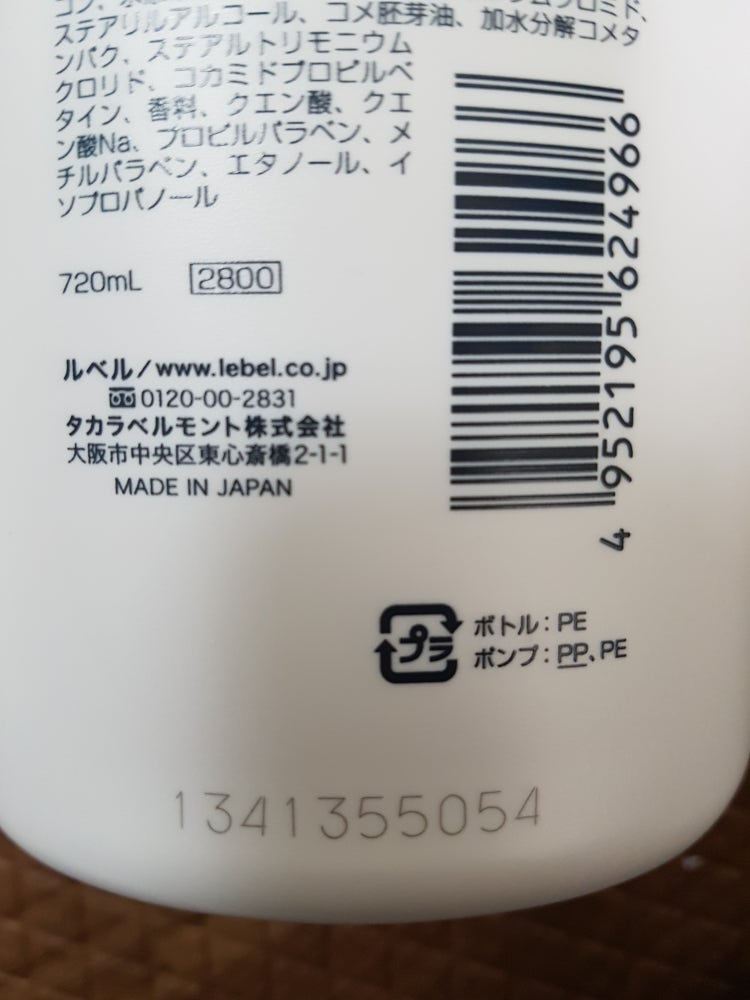 ステアリルアルコール、コメ胚芽油、加水分解コメタ
ンパク、ステアルトリモニウム
クロリド、コカミドプロピルベ
タイン、香料、クエン酸、クエ
ン酸Na、プロピルパラベン、メ
チルパラベン、エタノール、イ
ソプロパノール
720mL 2800
ルベル/www.lebel.co.jp
0120-00-2831
タカラベルモント株式会社
大阪市中央区東心斎橋2-1-1
MADE IN JAPAN
4 952195 624966
プラ
ボトル:PE
ポンプ:PP、PE
1341355054